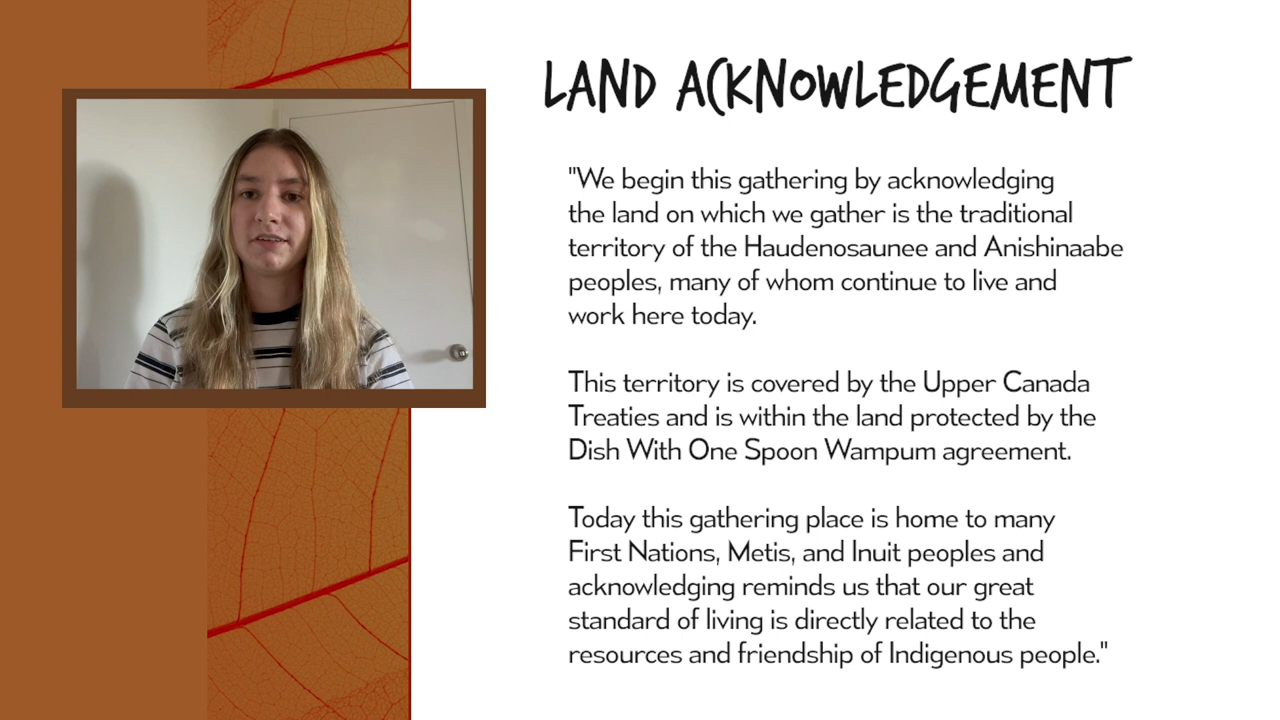 LAND ACKNOWLEDGEMENT
"We begin this gathering by acknowledging
the land on which we gather is the traditional
territory of the Haudenosaunee and Anishinaabe
peoples, many of whom continue to live and
work here today.
This territory is covered by the Upper Canada
Treaties and is within the land protected by the
Dish With One Spoon Wampum agreement.
Today this gathering place is home to many
First Nations, Metis, and Inuit peoples and
acknowledging reminds us that our great
standard of living is directly related to the
resources and friendship of Indigenous people."